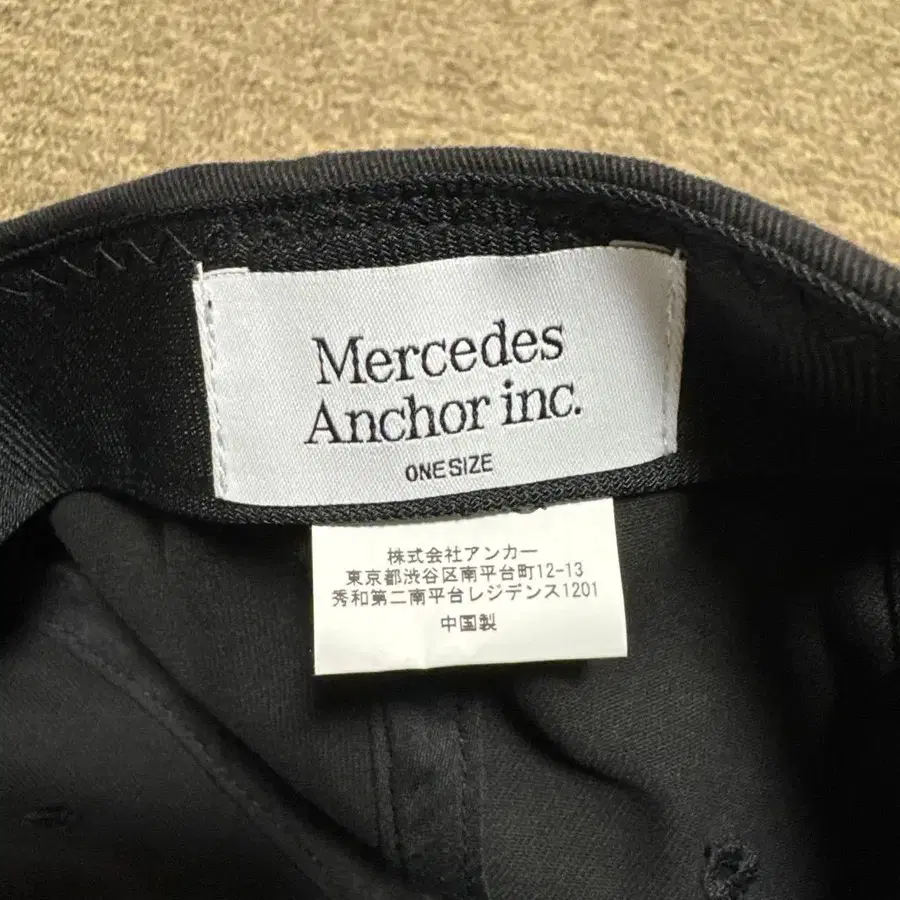 Mercedes
Anchor inc.
ONE SIZE
株式会社アンカー
東京都渋谷区南平台町12-13
秀和第二南平台レジデンス1201
中国製